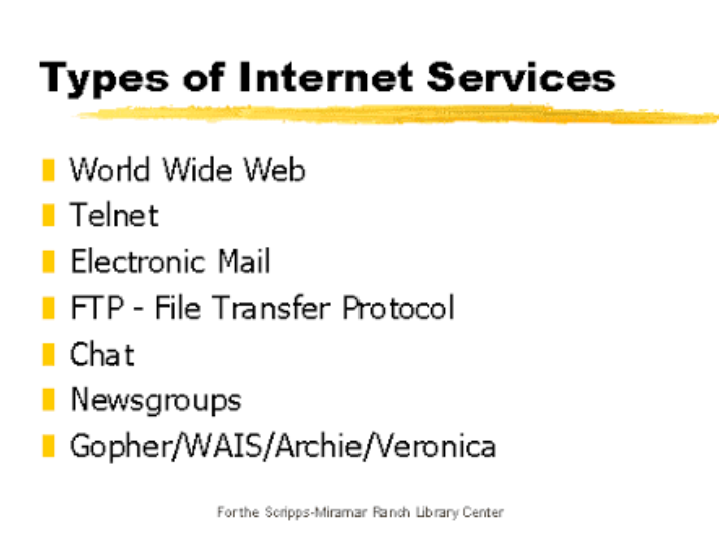 Types of Internet Services
World Wide Web
Telnet
Electronic Mail
FTP - File Transfer Protocol
Chat
Newsgroups
Gopher/WAIS/Archie/Veronica
For the Scripps-Miramar Ranch Library Center